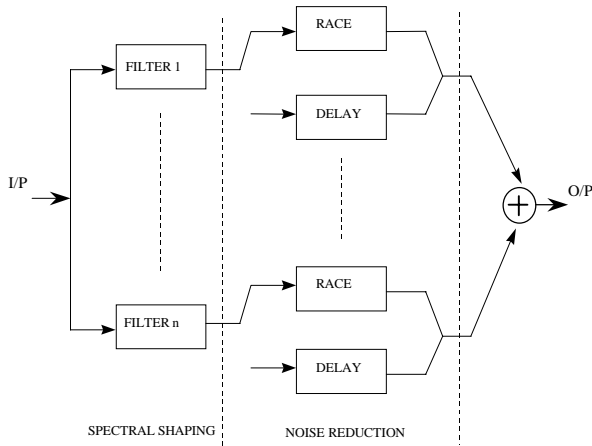 RACE
FILTER 1
DELAY
I/P
O/P
RACE
FILTER n
DELAY
SPECTRAL SHAPING
NOISE REDUCTION